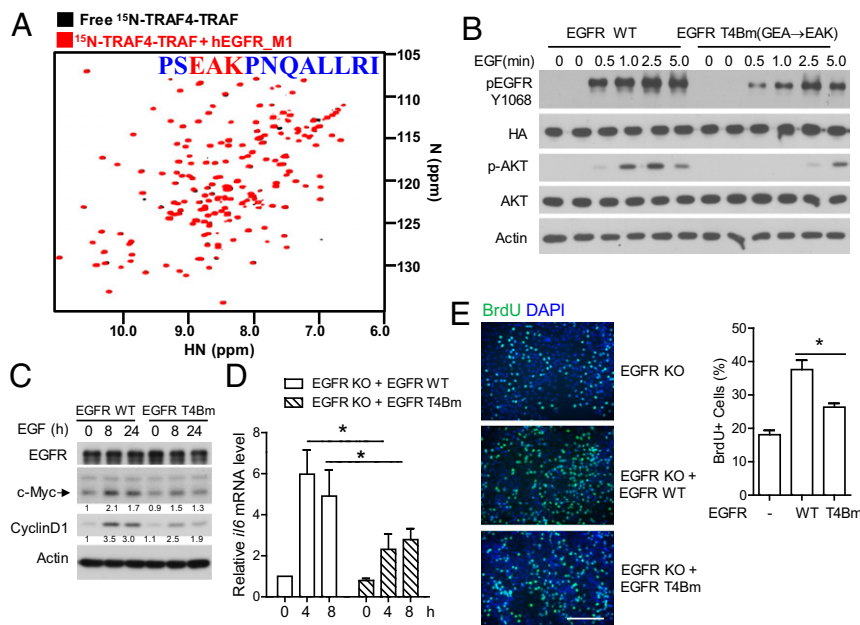 A
Free ¹⁵N-TRAF4-TRAF
¹⁵N-TRAF4-TRAF + hEGFR_M1
PSEAKPNQALLRI
105
110
115
120
125
130
N (ppm)
10.0 9.0 8.0 7.0 6.0
HN (ppm)
B
EGFR WT EGFR T4Bm(GEA→EAK)
EGF(min) 0 0 0.5 1.0 2.5 5.0 0 0 0.5 1.0 2.5 5.0
pEGFR
Y1068
HA
p-AKT
AKT
Actin
C
EGFR WT EGFR T4Bm
EGF (h) 0 8 24 0 8 24
EGFR
c-Myc
1 2.1 1.7 0.9 1.5 1.3
CyclinD1
1 3.5 3.0 1.1 2.5 1.9
Actin
D
EGFR KO + EGFR WT
EGFR KO + EGFR T4Bm
Relative il6 mRNA level
8
6
4
2
0
*
*
0 4 8 0 4 8 h
E
BrdU DAPI
EGFR KO
EGFR KO +
EGFR WT
EGFR KO +
EGFR T4Bm
BrdU+ Cells (%)
50
40
30
20
10
0
*
EGFR - WT T4Bm